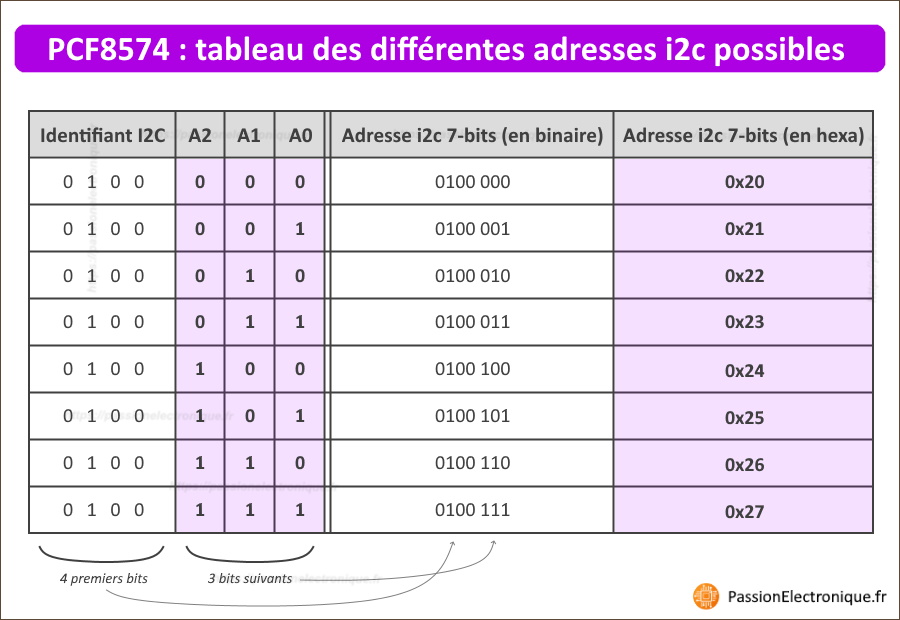 PCF8574 : tableau des différentes adresses i2c possibles
Identifiant I2C A2 A1 A0 Adresse i2c 7-bits (en binaire) Adresse i2c 7-bits (en hexa)
0 1 0 0 0 0 0 0100 000 0x20
0 1 0 0 0 0 1 0100 001 0x21
0 1 0 0 0 1 0 0100 010 0x22
0 1 0 0 0 1 1 0100 011 0x23
0 1 0 0 1 0 0 0100 100 0x24
0 1 0 0 1 0 1 0100 101 0x25
0 1 0 0 1 1 0 0100 110 0x26
0 1 0 0 1 1 1 0100 111 0x27
4 premiers bits 3 bits suivants
PassionElectronique.fr